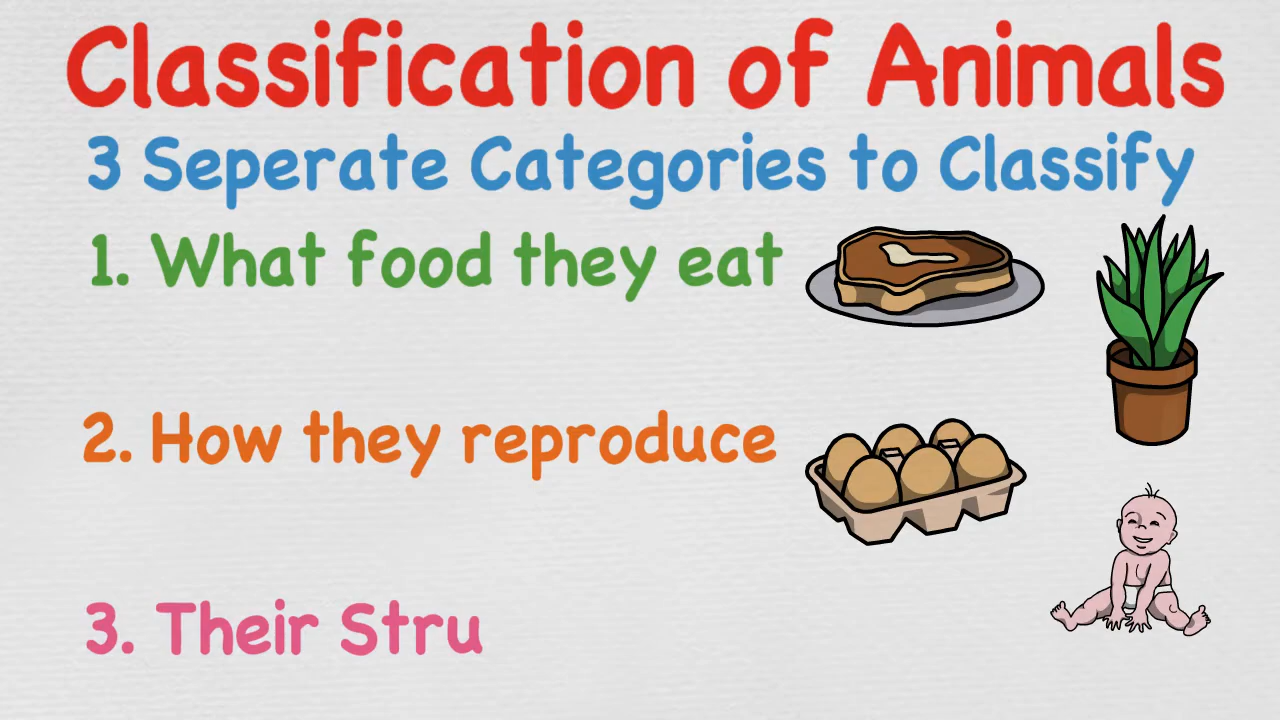 Classification of Animals
3 Seperate Categories to Classify
1. What food they eat
2. How they reproduce
3. Their Stru